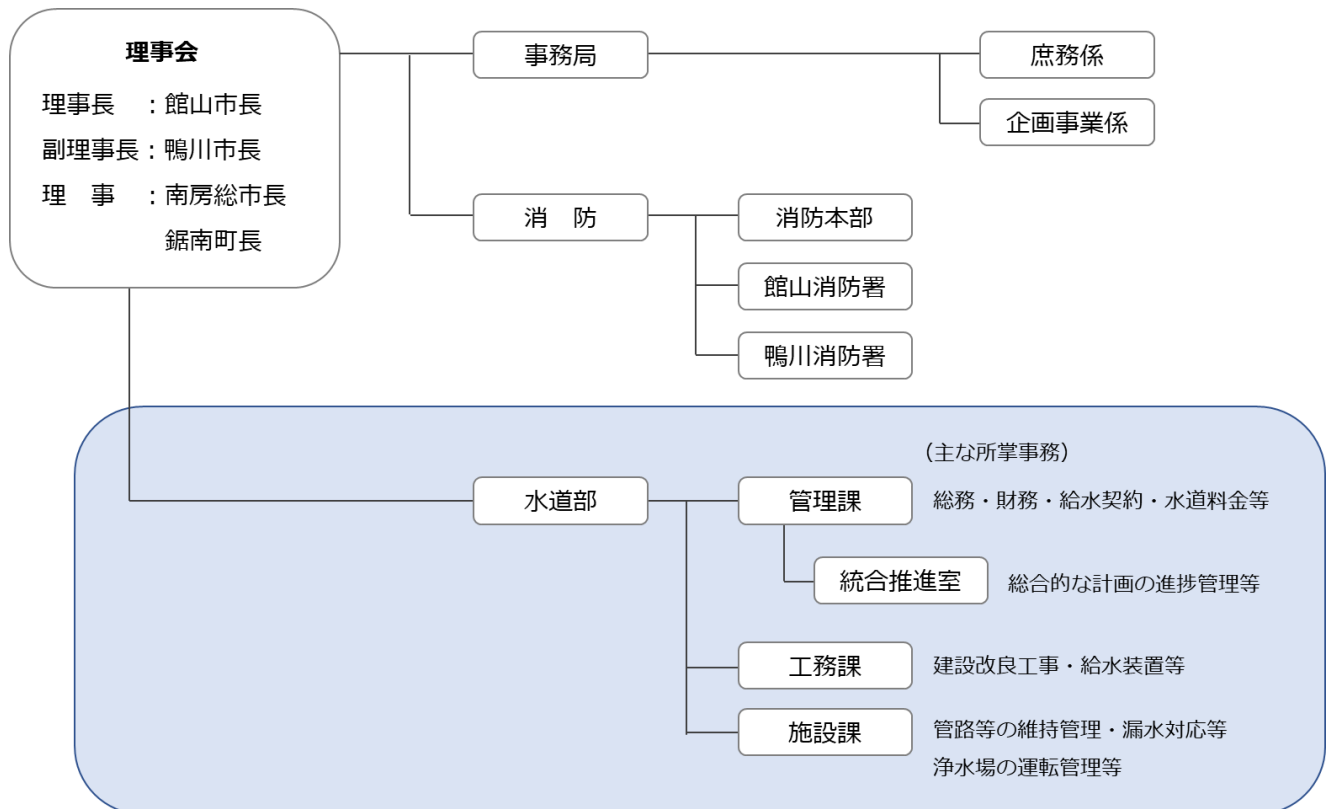 理事会
理事長　：館山市長
副理事長：鴨川市長
理　事　：南房総市長
鋸南町長
事務局
庶務係
企画事業係
消　防
消防本部
館山消防署
鴨川消防署
（主な所掌事務）
水道部
管理課
総務・財務・給水契約・水道料金等
統合推進室
総合的な計画の進捗管理等
工務課
建設改良工事・給水装置等
施設課
管路等の維持管理・漏水対応等
浄水場の運転管理等